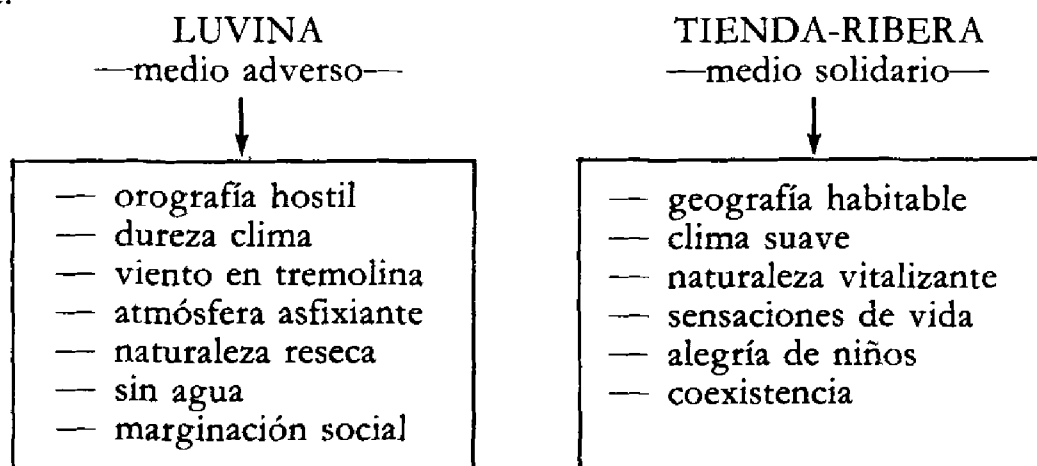 LUVINA
—medio adverso—
— orografía hostil
— dureza clima
— viento en tremolina
— atmósfera asfixiante
— naturaleza reseca
— sin agua
— marginación social
TIENDA-RIBERA
—medio solidario—
— geografía habitable
— clima suave
— naturaleza vitalizante
— sensaciones de vida
— alegría de niños
— coexistencia